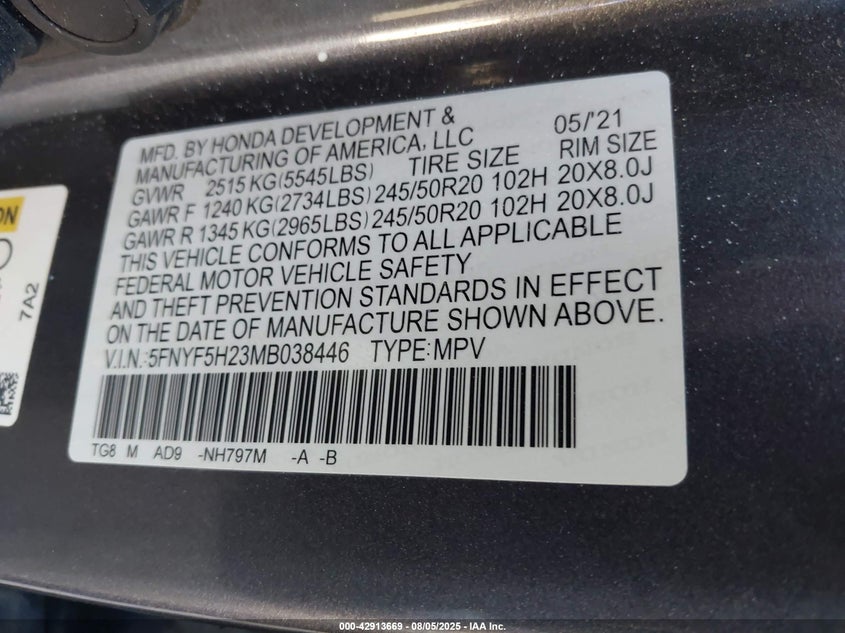 MFD. BY HONDA DEVELOPMENT &
MANUFACTURING OF AMERICA, LLC 05/'21
GVWR 2515 KG(5545LBS) TIRE SIZE RIM SIZE
GAWR F 1240 KG(2734LBS) 245/50R20 102H 20X8.0J
GAWR R 1345 KG(2965LBS) 245/50R20 102H 20X8.0J
THIS VEHICLE CONFORMS TO ALL APPLICABLE
FEDERAL MOTOR VEHICLE SAFETY
AND THEFT PREVENTION STANDARDS IN EFFECT
ON THE DATE OF MANUFACTURE SHOWN ABOVE.
V.I.N.:5FNYF5H23MB038446 TYPE:MPV
TG8 M AD9 -NH797M -A -B
7A2
000-42913669 - 08/05/2025 - IAA Inc.